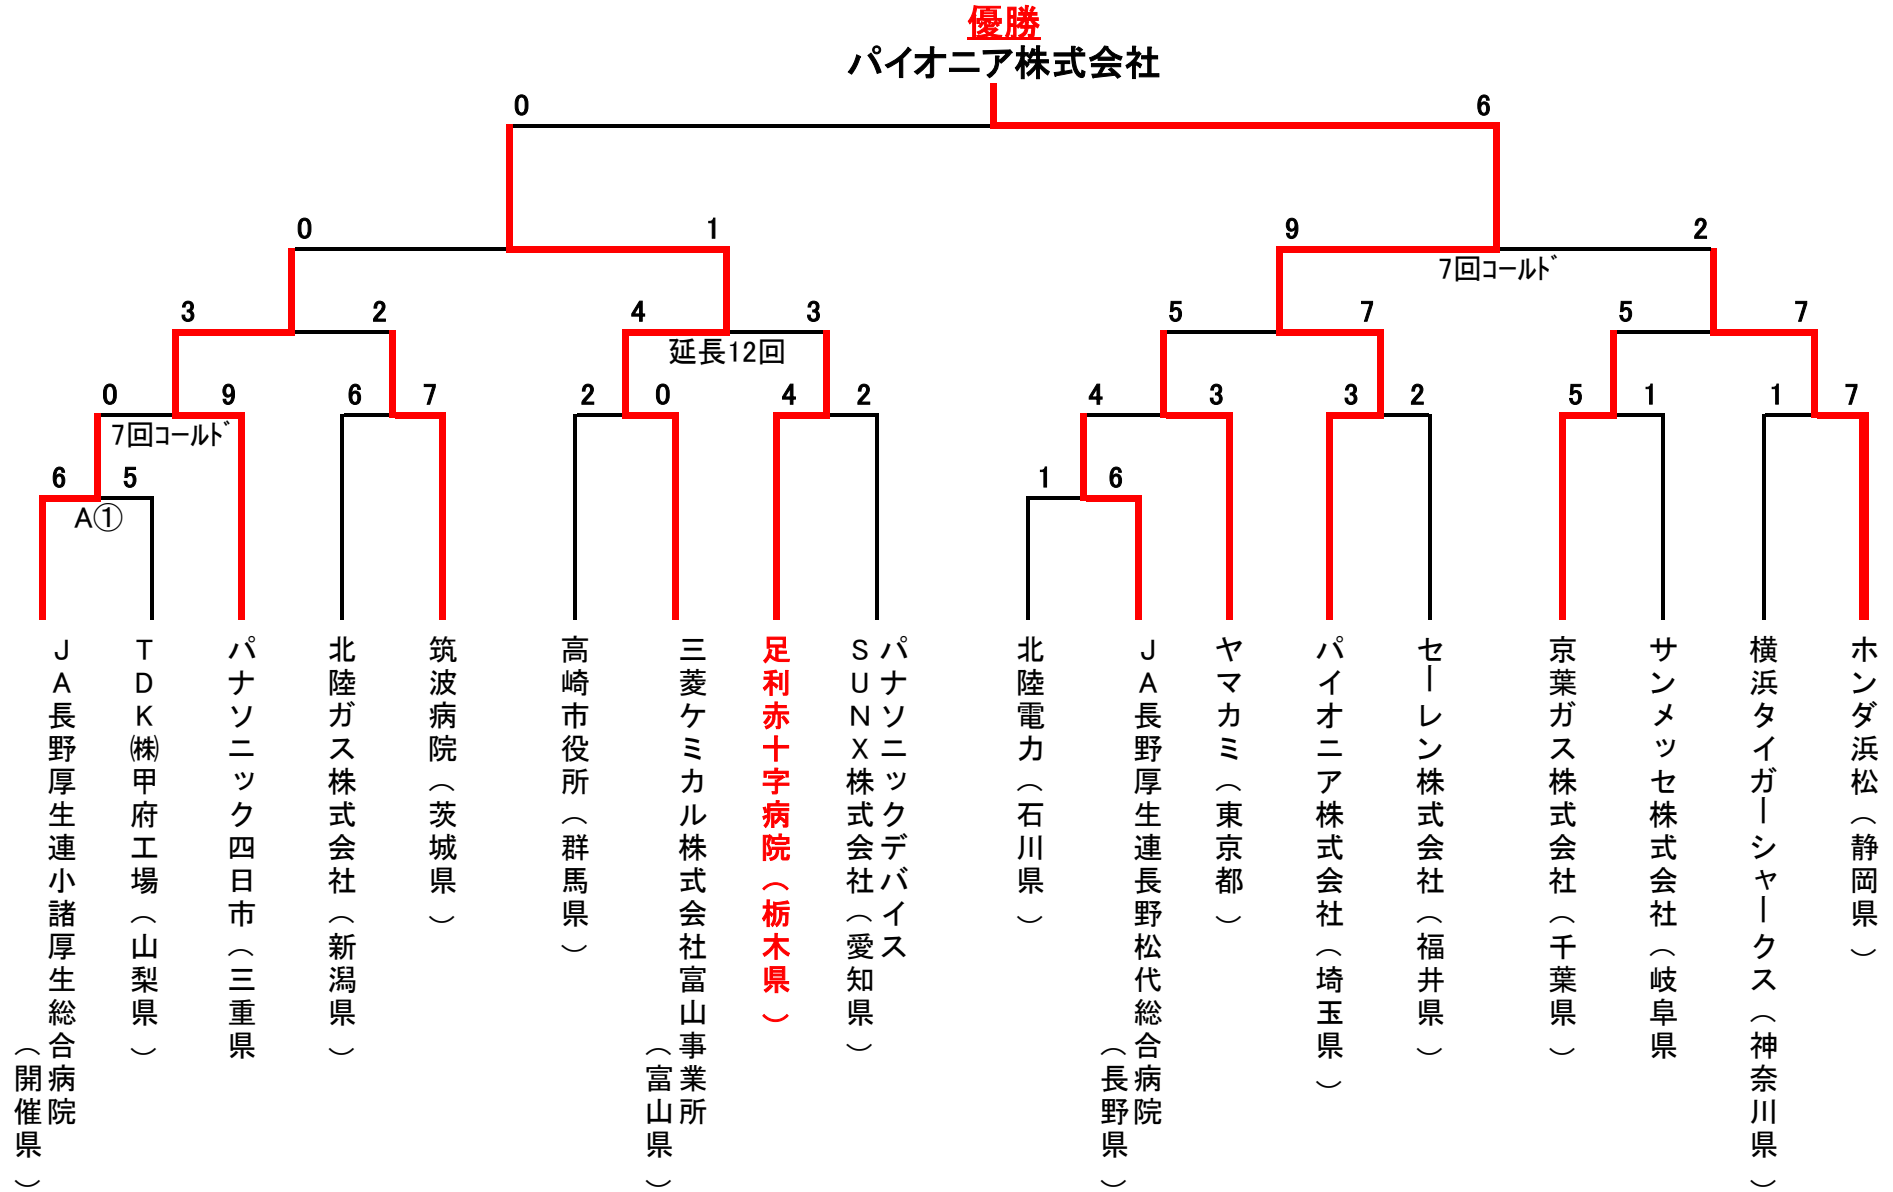 優勝
パイオニア株式会社
0
6
0
1
9
2
7回コールド
3
2
4
3
5
7
5
7
延長12回
0
9
6
7
2
0
4
2
4
3
3
2
5
1
1
7
7回コールド
6
5
1
6
A①
JA長野厚生連小諸厚生総合病院
（開催県）
TDK㈱甲府工場（山梨県）
パナソニック四日市（三重県
北陸ガス株式会社（新潟県）
筑波病院（茨城県）
高崎市役所（群馬県）
三菱ケミカル株式会社富山事業所
（富山県）
足利赤十字病院（栃木県）
パナソニックデバイス
SUNX株式会社（愛知県）
北陸電力（石川県）
JA長野厚生連長野松代総合病院
（長野県）
ヤマカミ（東京都）
パイオニア株式会社（埼玉県）
セーレン株式会社（福井県）
京葉ガス株式会社（千葉県）
サンメッセ株式会社（岐阜県
横浜タイガーシャークス（神奈川県）
ホンダ浜松（静岡県）